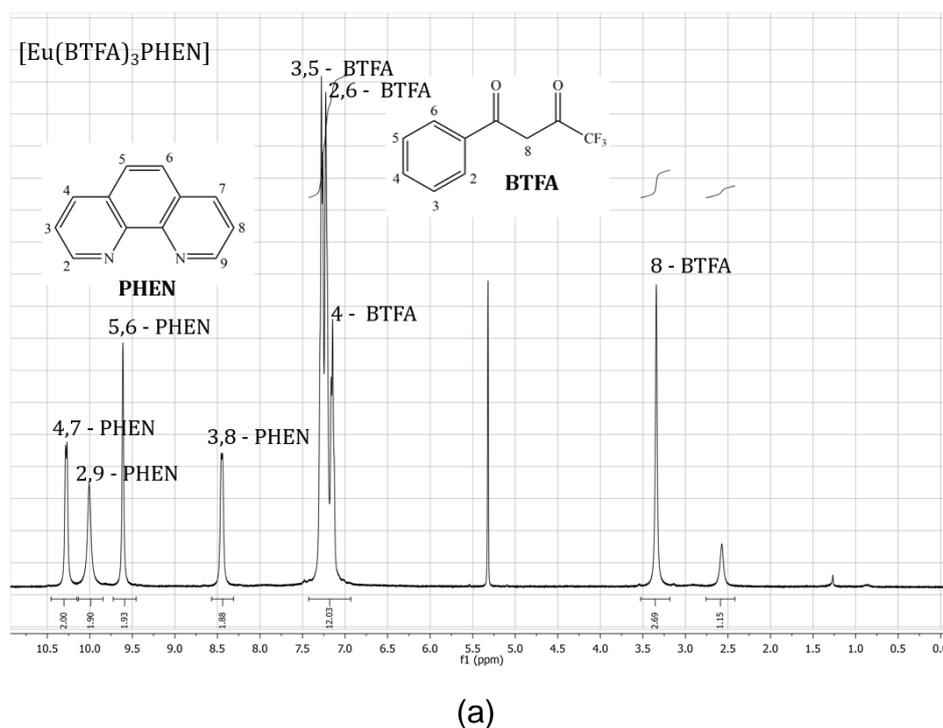 [Eu(BTFA)₃PHEN]
3,5 - BTFA
2,6 - BTFA
O
O
6
5
8
CF₃
4
2
3
BTFA
5
6
4
7
3
8
2
N
N
9
PHEN
8 - BTFA
4 - BTFA
5,6 - PHEN
4,7 - PHEN
3,8 - PHEN
2,9 - PHEN
2.00
1.90
1.93
1.88
12.03
2.69
1.15
10.5 10.0 9.5 9.0 8.5 8.0 7.5 7.0 6.5 6.0 5.5 5.0 4.5 4.0 3.5 3.0 2.5 2.0 1.5 1.0 0.5 0.
f1 (ppm)
(a)